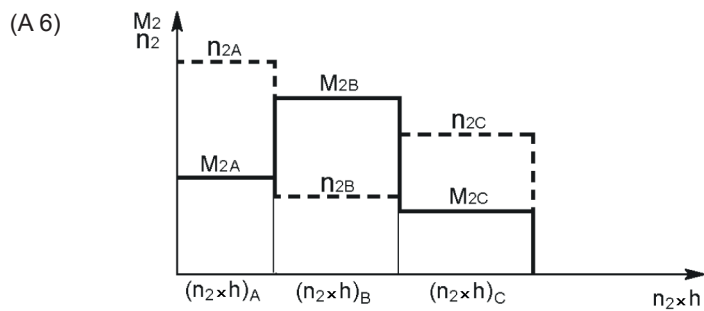 (A 6)
M2
n2
n2A
M2B
n2C
M2A
n2B
M2C
(n2×h)A
(n2×h)B
(n2×h)C
n2×h